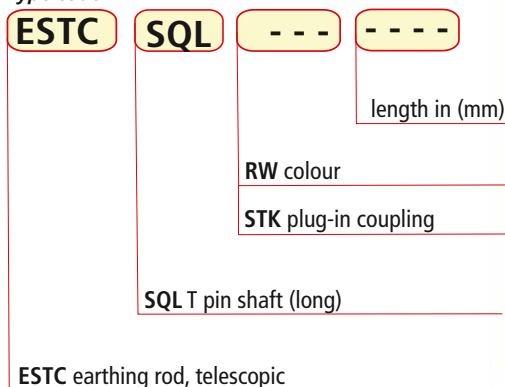 ESTC SQL - - - - - - -
length in (mm)
RW colour
STK plug-in coupling
SQL T pin shaft (long)
ESTC earthing rod, telescopic